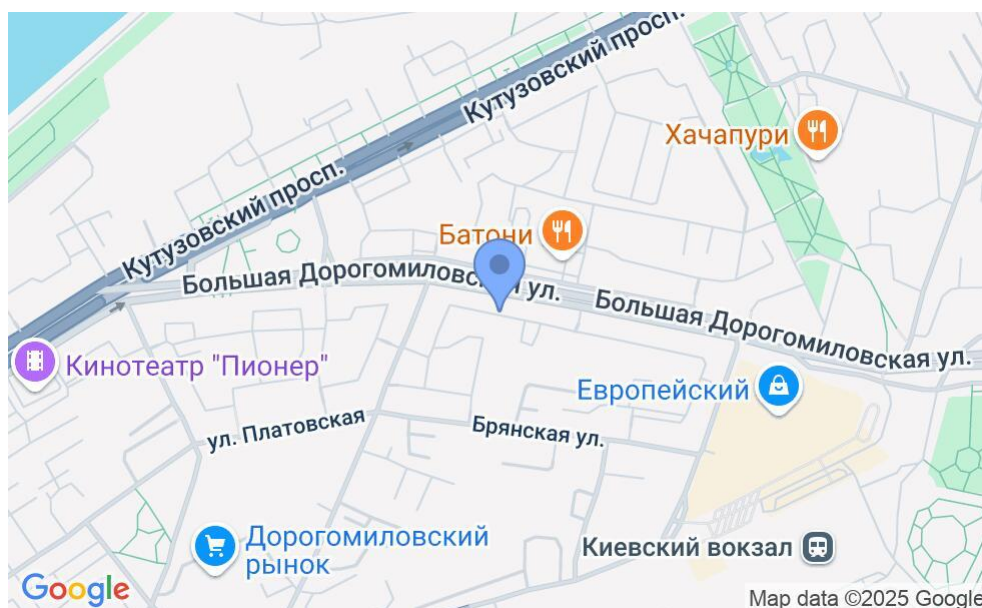 Кутузовский просп.
Хачапури
Кутузовский просп.
Батони
Большая Дорогомиловская ул.
Большая Дорогомиловская ул.
Кинотеатр "Пионер"
Европейский
ул. Платовская
Брянская ул.
Дорогомиловский
рынок
Киевский вокзал
Google
Map data ©2025 Google